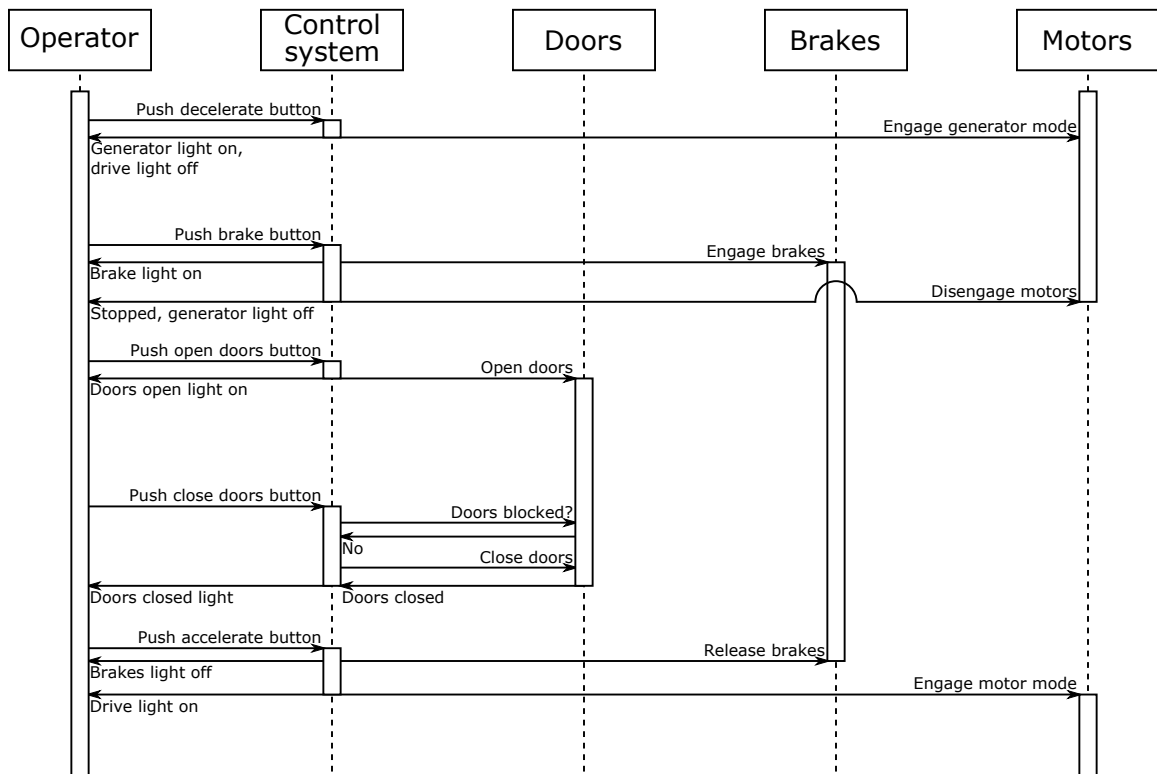 Operator
Control
system
Doors
Brakes
Motors
Push decelerate button
Engage generator mode
Generator light on,
drive light off
Push brake button
Engage brakes
Brake light on
Disengage motors
Stopped, generator light off
Push open doors button
Open doors
Doors open light on
Push close doors button
Doors blocked?
No
Close doors
Doors closed light
Doors closed
Push accelerate button
Release brakes
Brakes light off
Engage motor mode
Drive light on